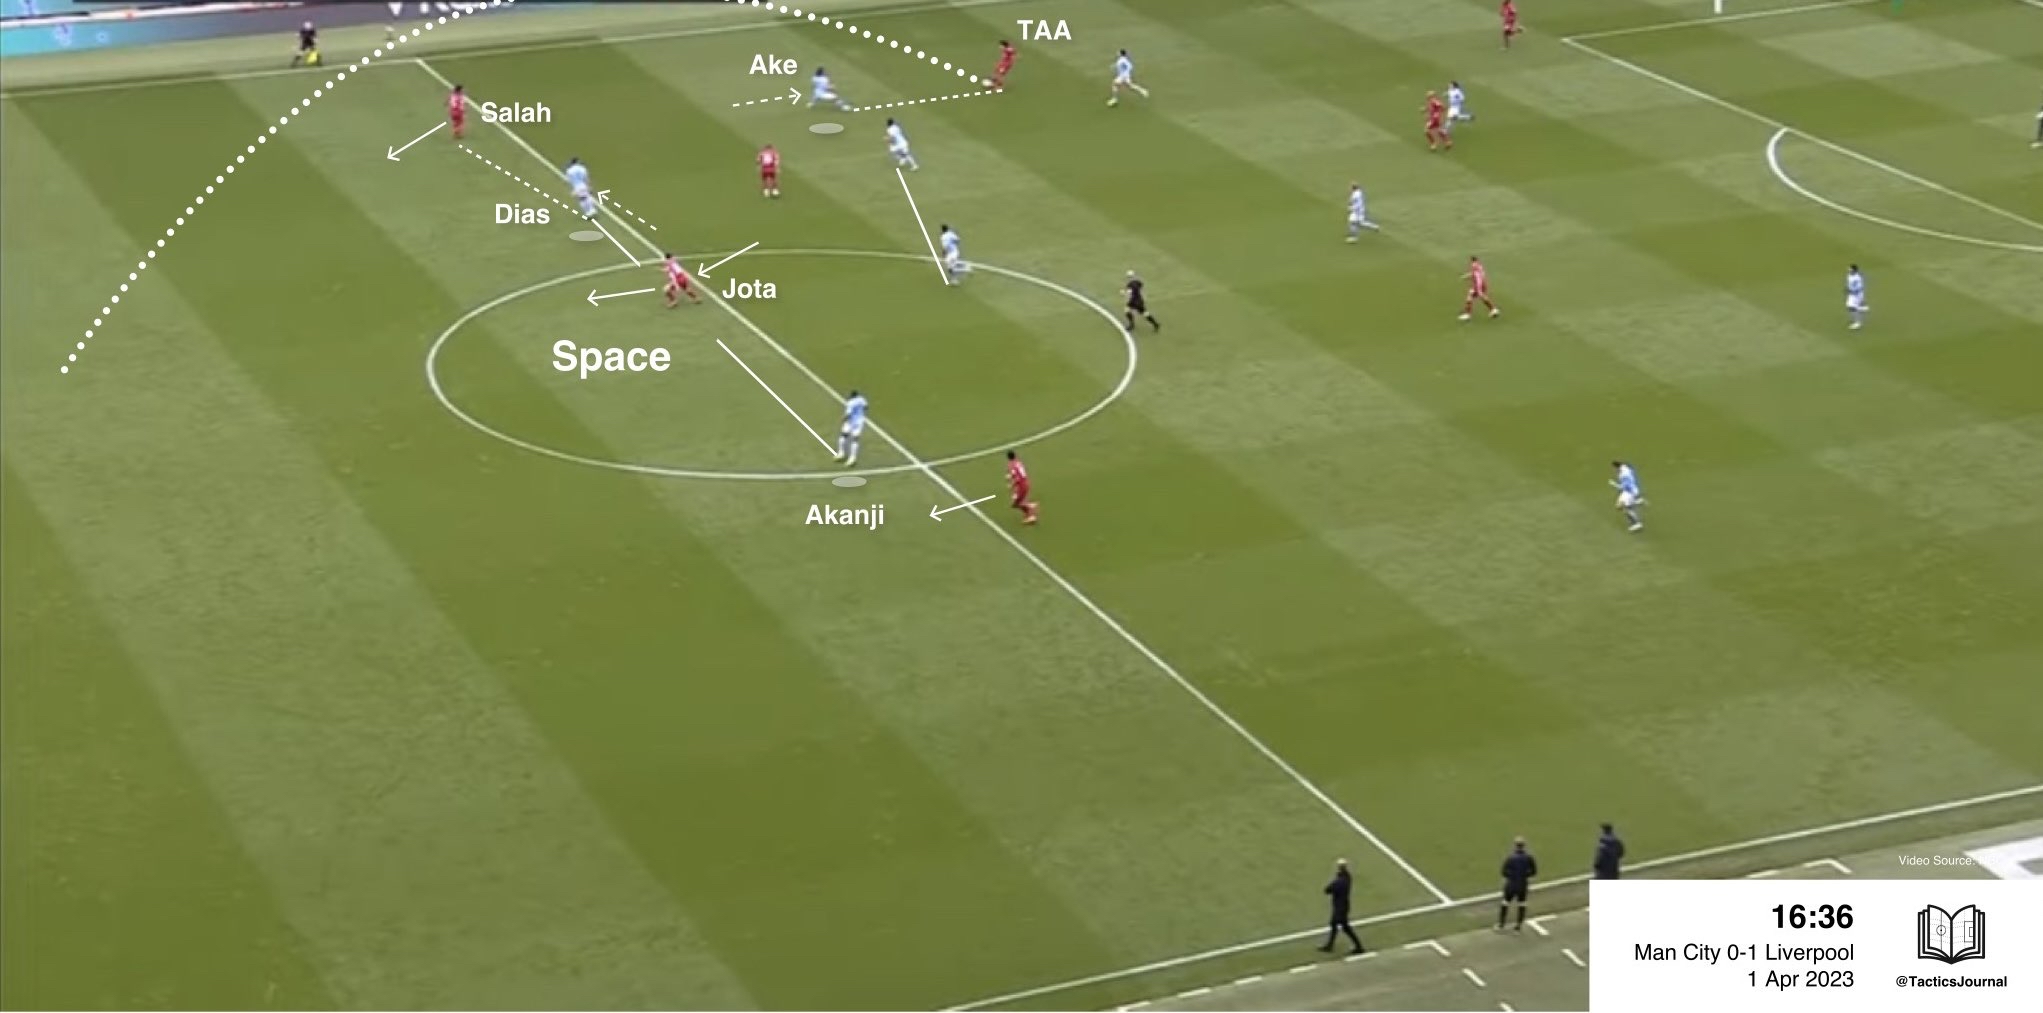 TAA
Ake
Salah
Dias
Jota
Space
Akanji
Video Source:
16:36
Man City 0-1 Liverpool
1 Apr 2023
@TacticsJournal